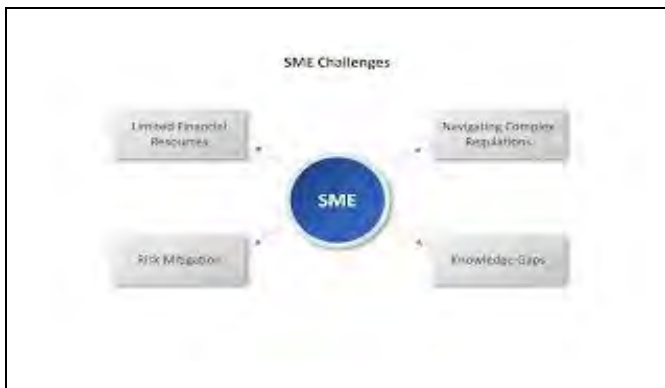 SME Challenges
Limited Financial
Resources
Navigating Complex
Regulations
SME
Risk Mitigation
Knowledge Gaps